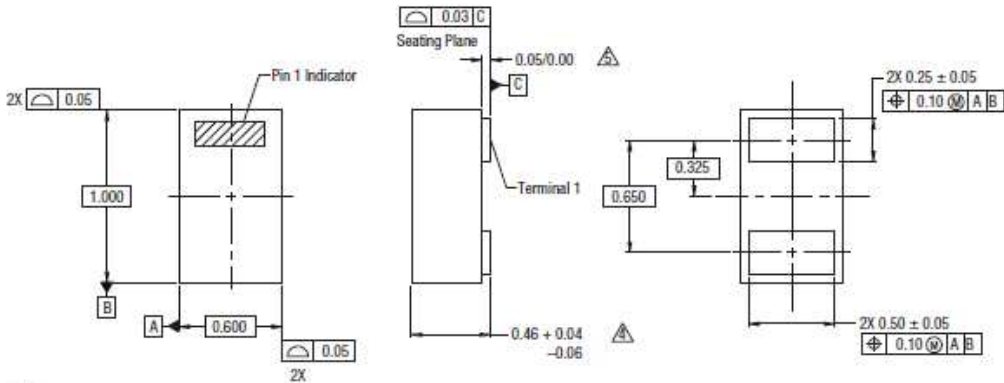 2X ⌓ 0.05
Pin 1 Indicator
1.000
B
A
0.600
⌓ 0.05
2X
⌓ 0.03 C
Seating Plane
0.05/0.00 5
C
Terminal 1
0.46 + 0.04 4
–0.06
2X 0.25 ± 0.05
⌖ 0.10 Ⓜ A B
0.325
0.650
2X 0.50 ± 0.05
⌖ 0.10 Ⓜ A B